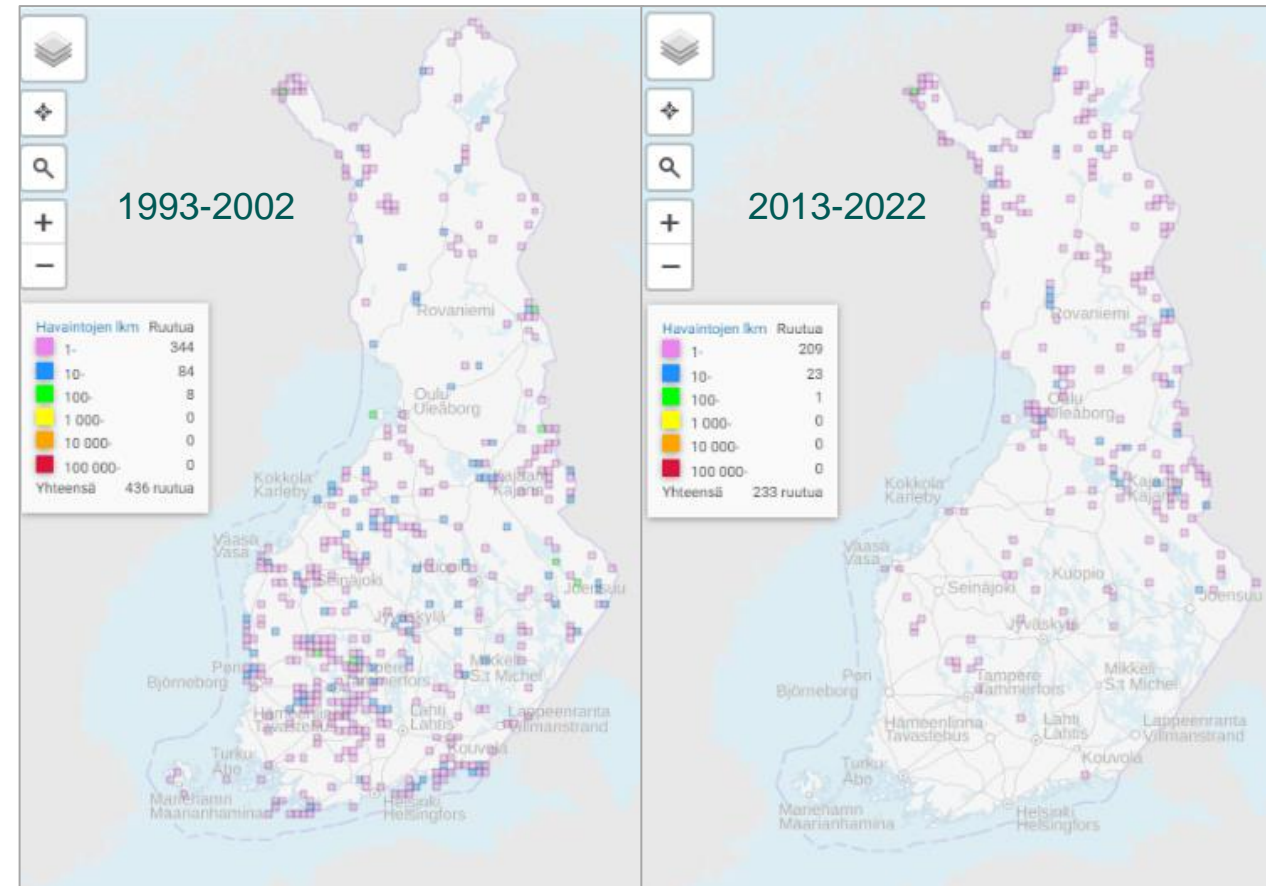 1993-2002
Havaintojen lkm Ruutua
1- 344
10- 84
100- 8
1 000- 0
10 000- 0
100 000- 0
Yhteensä 436 ruutua
Rovaniemi
Oulu
Uleåborg
Kokkola
Karleby
Kajaani
Kajana
Vaasa
Vasa
Seinäjoki
Kuopio
Joensuu
Jyväskylä
Pori
Björneborg
Tampere
Tammerfors
Mikkeli
S:t Michel
Hämeenlinna
Tavastehus
Lahti
Lahtis
Lappeenranta
Villmanstrand
Kouvola
Turku
Åbo
Mariehamn
Maarianhamina
Helsinki
Helsingfors
2013-2022
Havaintojen lkm Ruutua
1- 209
10- 23
100- 1
1 000- 0
10 000- 0
100 000- 0
Yhteensä 233 ruutua
Rovaniemi
Oulu
Uleåborg
Kokkola
Karleby
Kajaani
Kajana
Vaasa
Vasa
Seinäjoki
Kuopio
Joensuu
Jyväskylä
Pori
Björneborg
Tampere
Tammerfors
Mikkeli
S:t Michel
Hämeenlinna
Tavastehus
Lahti
Lahtis
Lappeenranta
Villmanstrand
Kouvola
Turku
Åbo
Mariehamn
Maarianhamina
Helsinki
Helsingfors